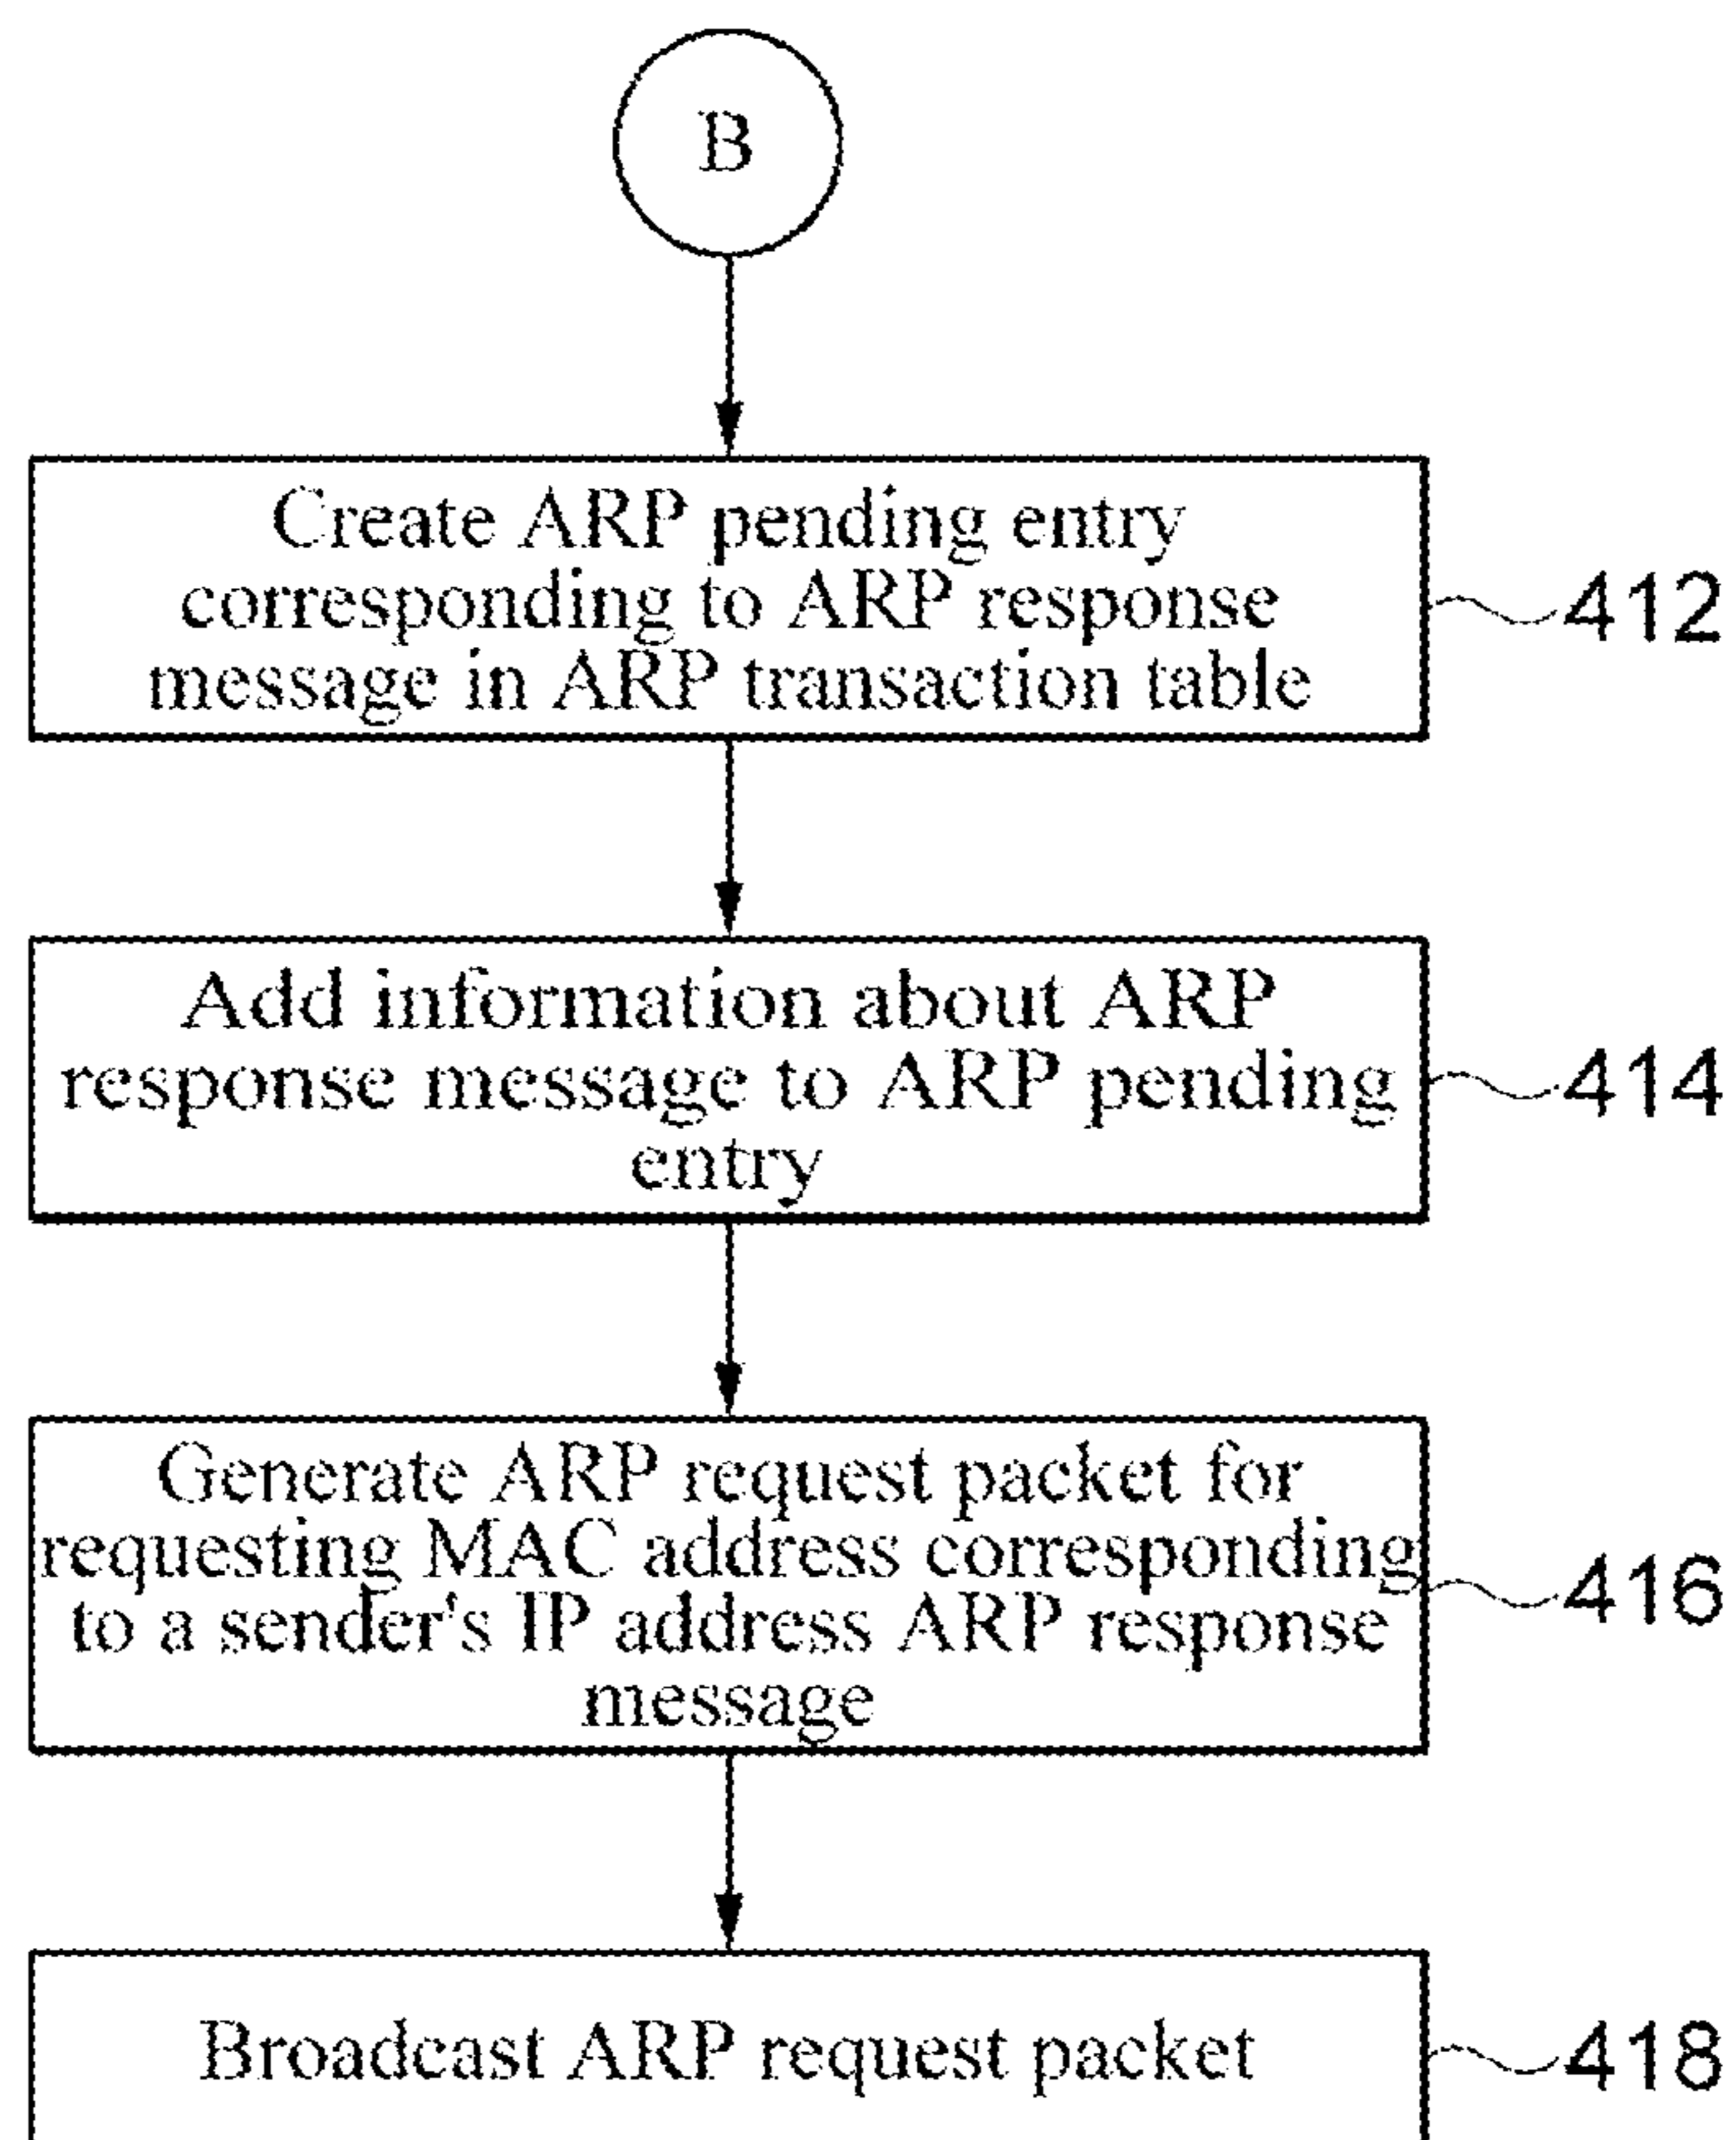 B
Create ARP pending entry
corresponding to ARP response
message in ARP transaction table
412
Add information about ARP
response message to ARP pending
entry
414
Generate ARP request packet for
requesting MAC address corresponding
to a sender's IP address ARP response
message
416
Broadcast ARP request packet
418